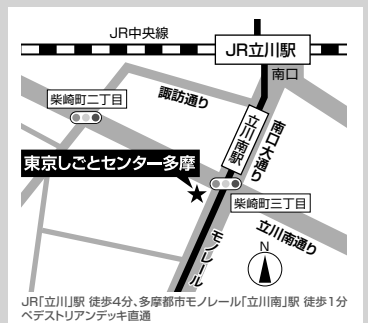 JR中央線
JR立川駅
南口
柴崎町二丁目
諏訪通り
立川南駅
南口大通り
東京しごとセンター多摩
★
柴崎町三丁目
立川南通り
モノレール
N
JR「立川」駅 徒歩4分、多摩都市モノレール「立川南」駅 徒歩1分
ペデストリアンデッキ直通